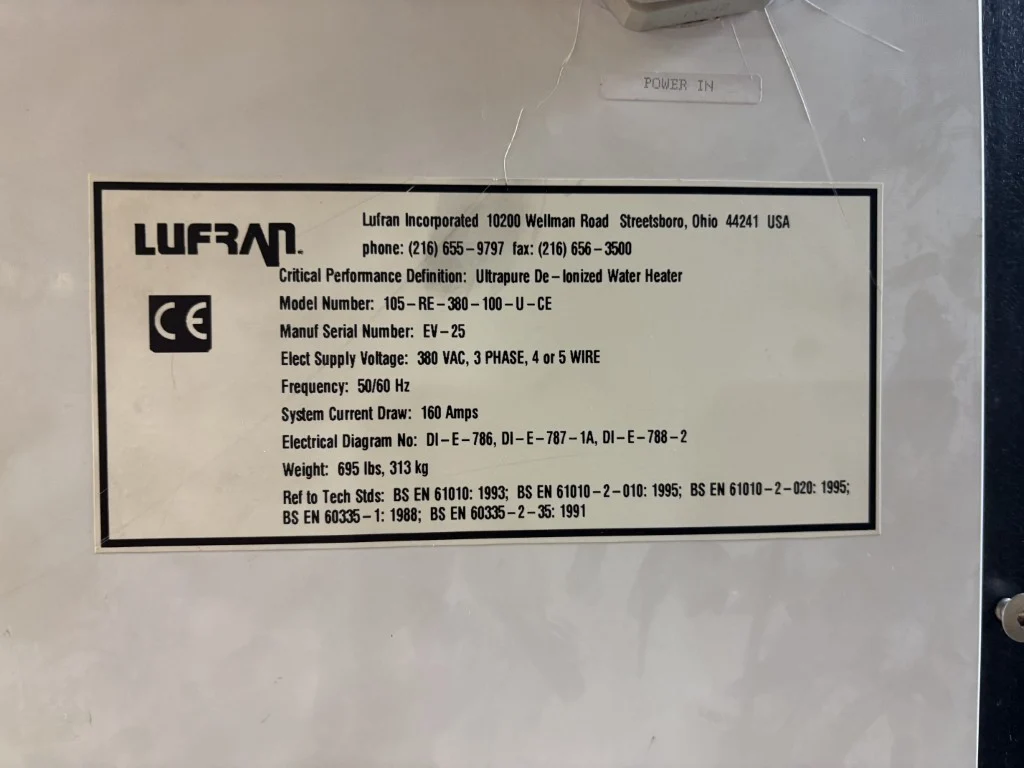 POWER IN
LUFRAN.
Lufran Incorporated 10200 Wellman Road Streetsboro, Ohio 44241 USA
phone: (216) 655-9797 fax: (216) 656-3500
Critical Performance Definition: Ultrapure De-Ionized Water Heater
CE
Model Number: 105-RE-380-100-U-CE
Manuf Serial Number: EV-25
Elect Supply Voltage: 380 VAC, 3 PHASE, 4 or 5 WIRE
Frequency: 50/60 Hz
System Current Draw: 160 Amps
Electrical Diagram No: DI-E-786, DI-E-787-1A, DI-E-788-2
Weight: 695 lbs, 313 kg
Ref to Tech Stds: BS EN 61010: 1993; BS EN 61010-2-010: 1995; BS EN 61010-2-020: 1995;
BS EN 60335-1: 1988; BS EN 60335-2-35: 1991